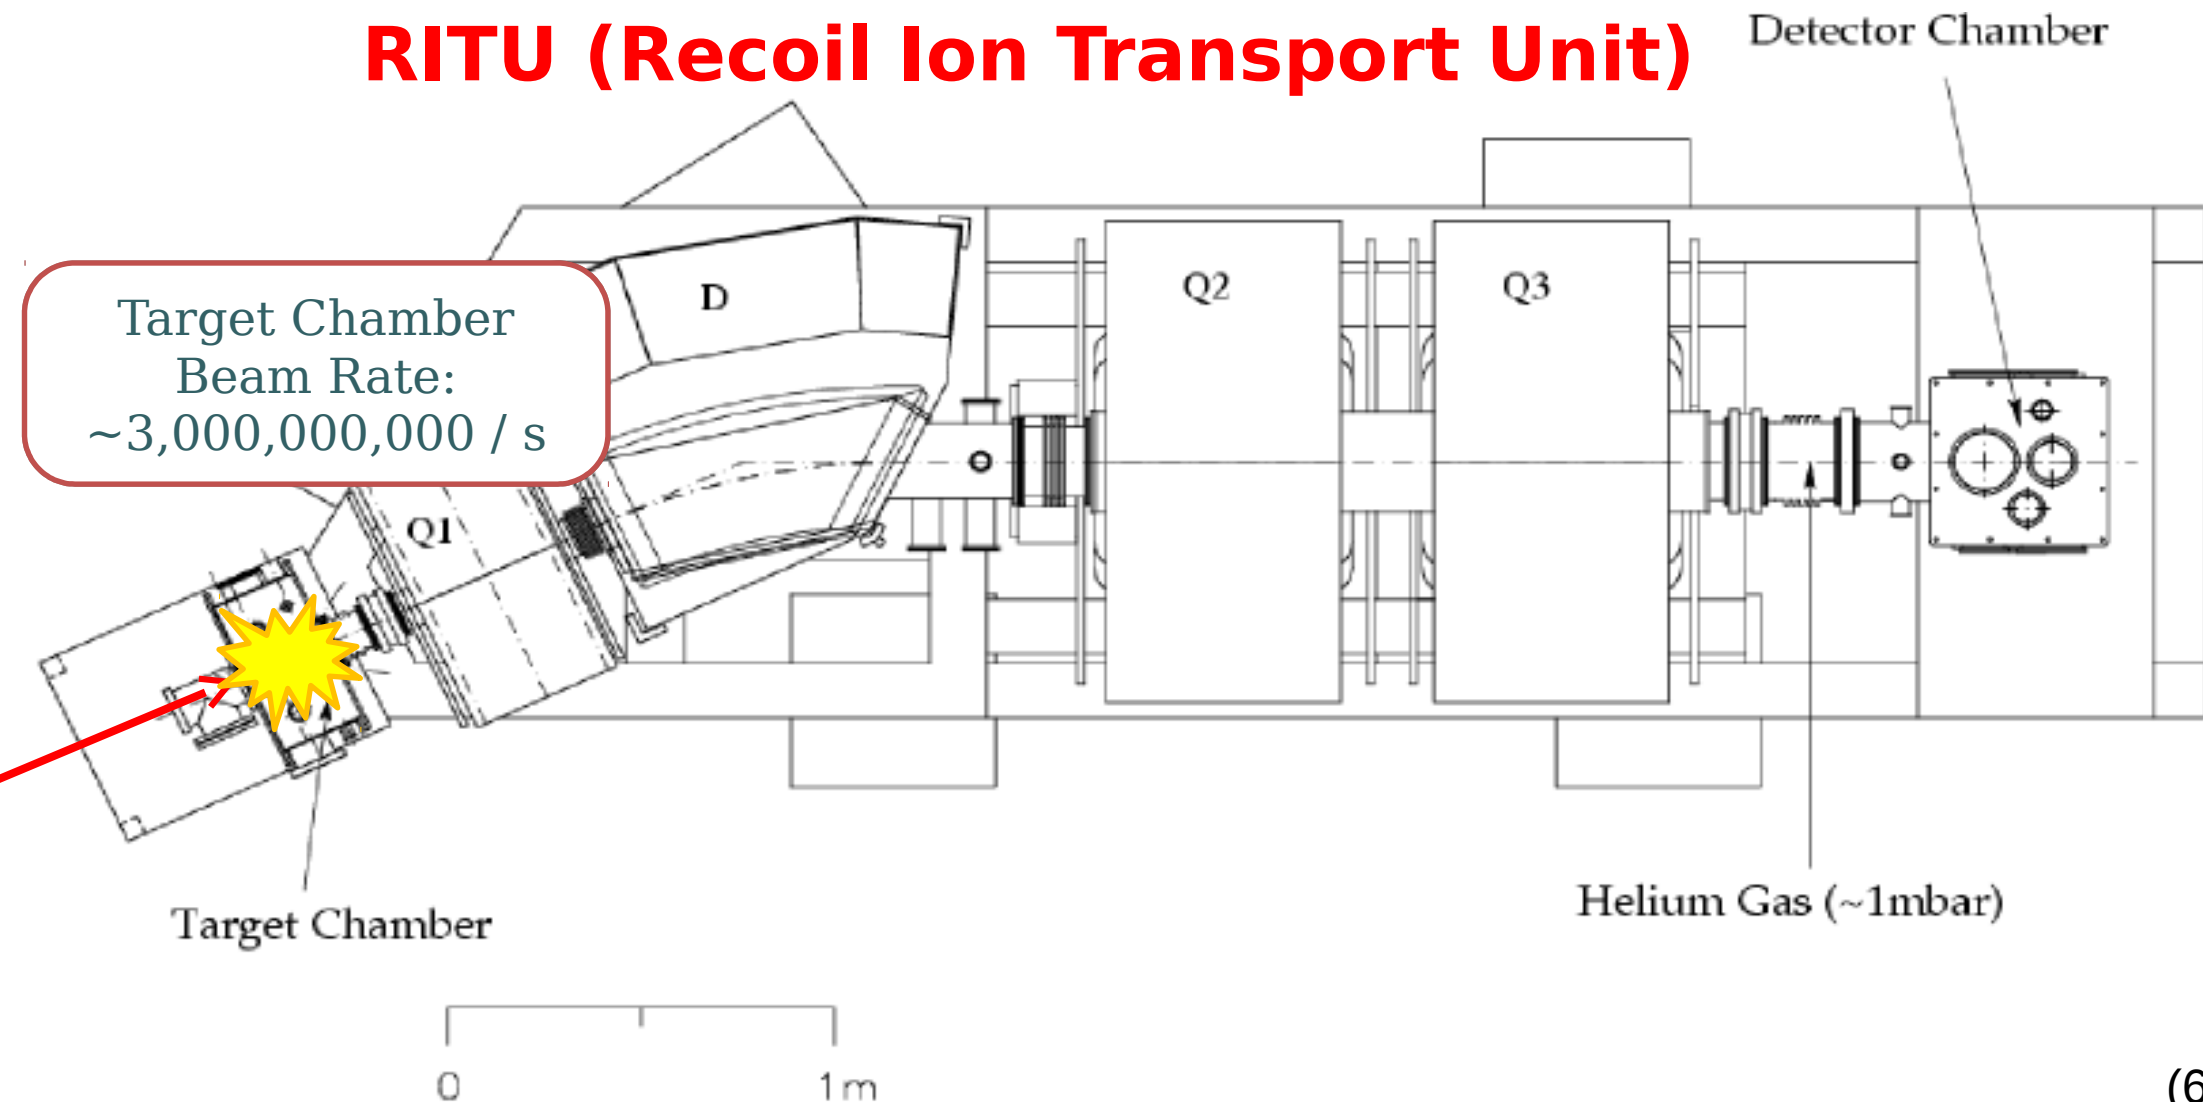 RITU (Recoil Ion Transport Unit)
Detector Chamber
D
Q2
Q3
Target Chamber
Beam Rate:
~3,000,000,000 / s
Q1
Helium Gas (~1mbar)
Target Chamber
0
1m
(6